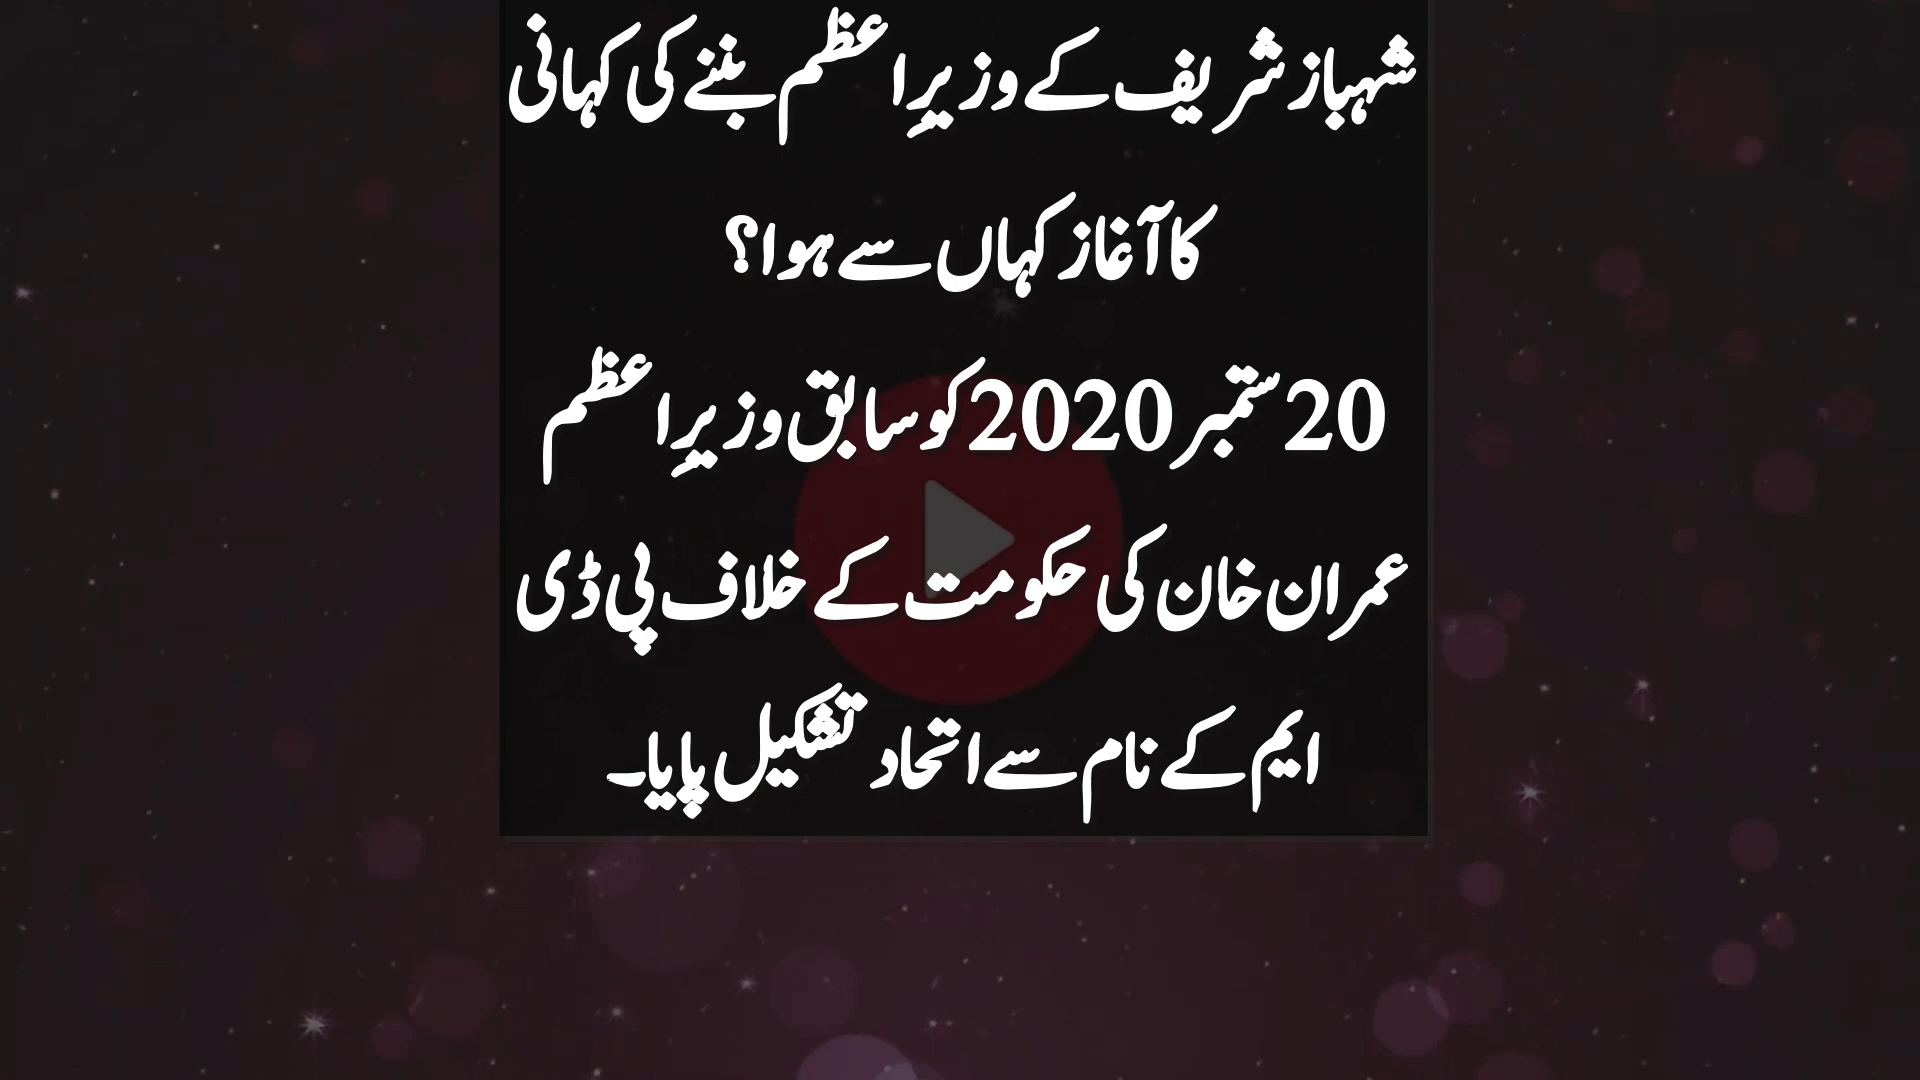 شہباز شریف کے وزیرِ اعظم بننے کی کہانی
کا آغاز کہاں سے ہوا؟
20 ستمبر 2020 کو سابق وزیرِ اعظم
عمران خان کی حکومت کے خلاف پی ڈی
ایم کے نام سے اتحاد تشکیل پایا۔